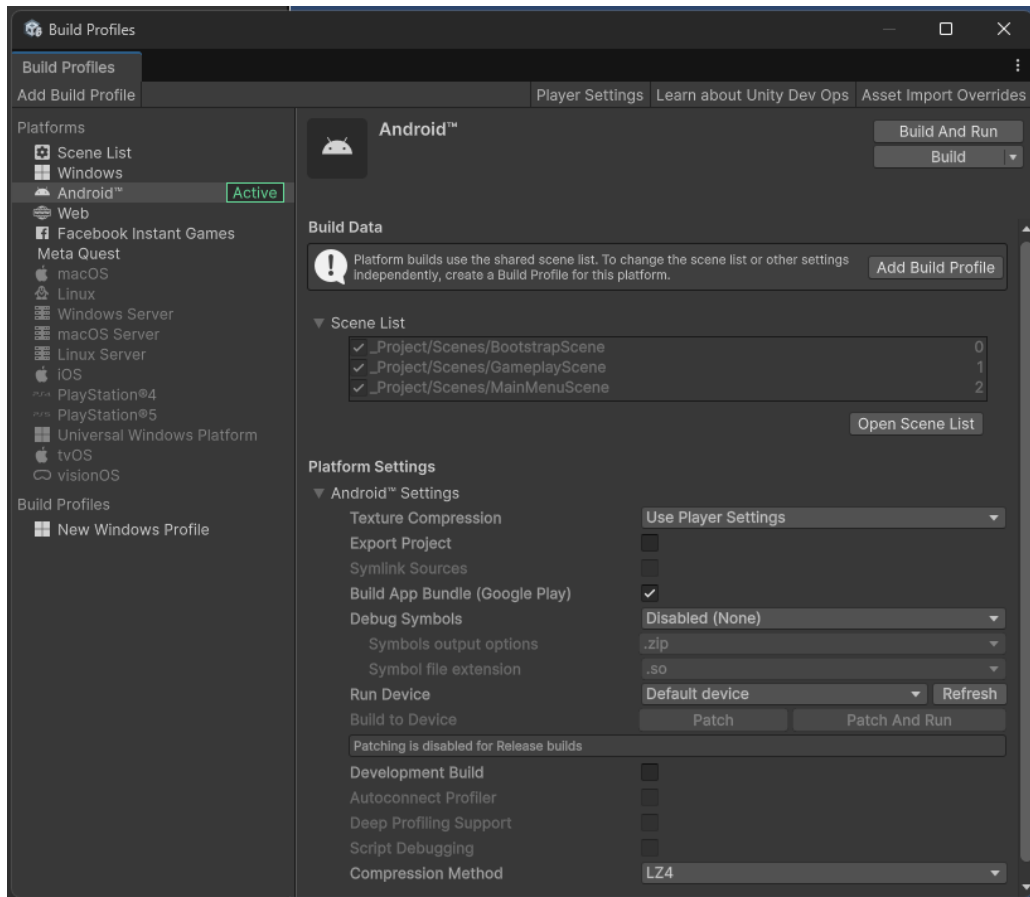 Build Profiles
Build Profiles
Add Build Profile
Player Settings
Learn about Unity Dev Ops
Asset Import Overrides
Platforms
Scene List
Windows
Android™
Active
Web
Facebook Instant Games
Meta Quest
macOS
Linux
Windows Server
macOS Server
Linux Server
iOS
PlayStation®4
PlayStation®5
Universal Windows Platform
tvOS
visionOS
Build Profiles
New Windows Profile
Android™
Build And Run
Build
Build Data
Platform builds use the shared scene list. To change the scene list or other settings
independently, create a Build Profile for this platform.
Add Build Profile
Scene List
_Project/Scenes/BootstrapScene 0
_Project/Scenes/GameplayScene 1
_Project/Scenes/MainMenuScene 2
Open Scene List
Platform Settings
Android™ Settings
Texture Compression Use Player Settings
Export Project
Symlink Sources
Build App Bundle (Google Play)
Debug Symbols Disabled (None)
Symbols output options .zip
Symbol file extension .so
Run Device Default device Refresh
Build to Device Patch Patch And Run
Patching is disabled for Release builds
Development Build
Autoconnect Profiler
Deep Profiling Support
Script Debugging
Compression Method LZ4